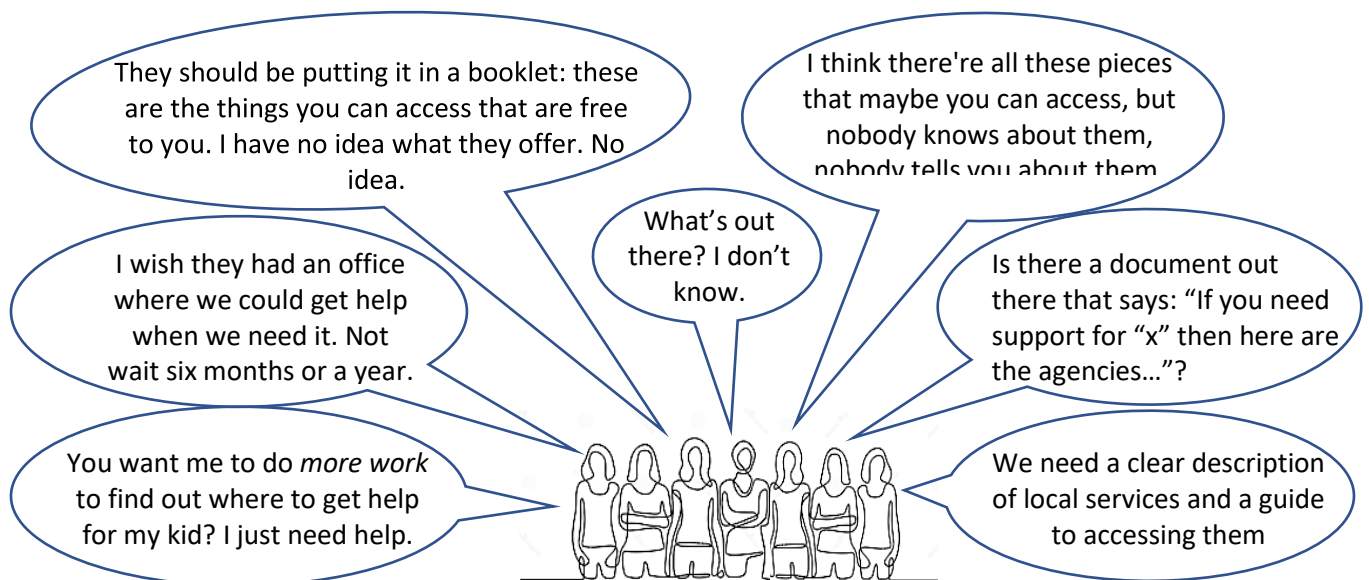 They should be putting it in a booklet: these
are the things you can access that are free
to you. I have no idea what they offer. No
idea.
I think there're all these pieces
that maybe you can access, but
nobody knows about them,
nobody tells you about them
What’s out
there? I don’t
know.
I wish they had an office
where we could get help
when we need it. Not
wait six months or a year.
Is there a document out
there that says: “If you need
support for “x” then here are
the agencies…”?
You want me to do more work
to find out where to get help
for my kid? I just need help.
We need a clear description
of local services and a guide
to accessing them